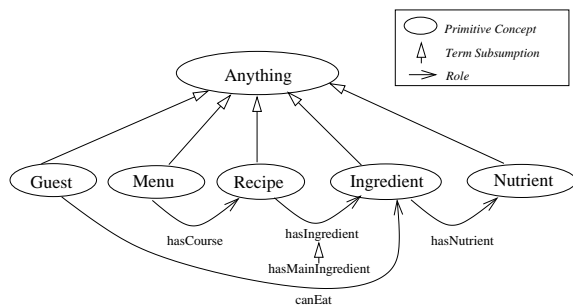 Primitive Concept
Term Subsumption
Role
Anything
Guest
Menu
Recipe
Ingredient
Nutrient
hasCourse
hasIngredient
hasNutrient
hasMainIngredient
canEat